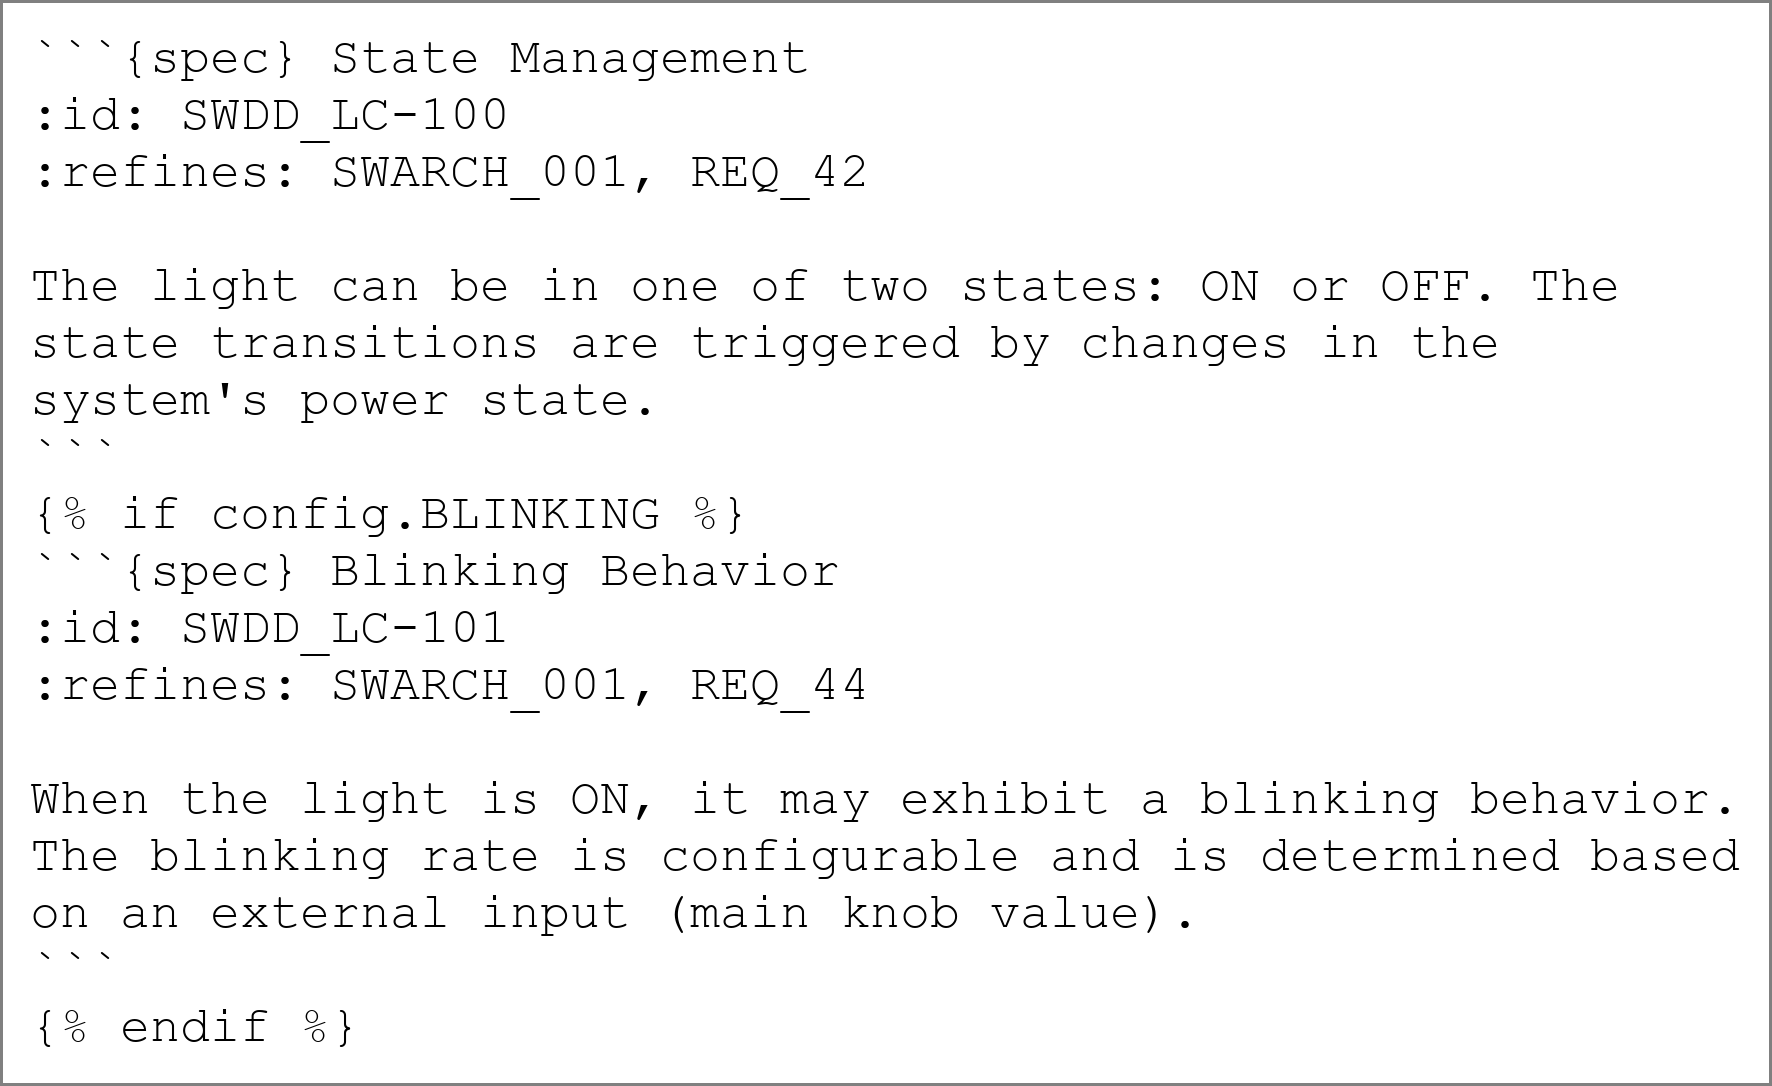 ```{spec} State Management
:id: SWDD_LC-100
:refines: SWARCH_001, REQ_42

The light can be in one of two states: ON or OFF. The
state transitions are triggered by changes in the
system's power state.
```
{% if config.BLINKING %}
```{spec} Blinking Behavior
:id: SWDD_LC-101
:refines: SWARCH_001, REQ_44

When the light is ON, it may exhibit a blinking behavior.
The blinking rate is configurable and is determined based
on an external input (main knob value).
```
{% endif %}